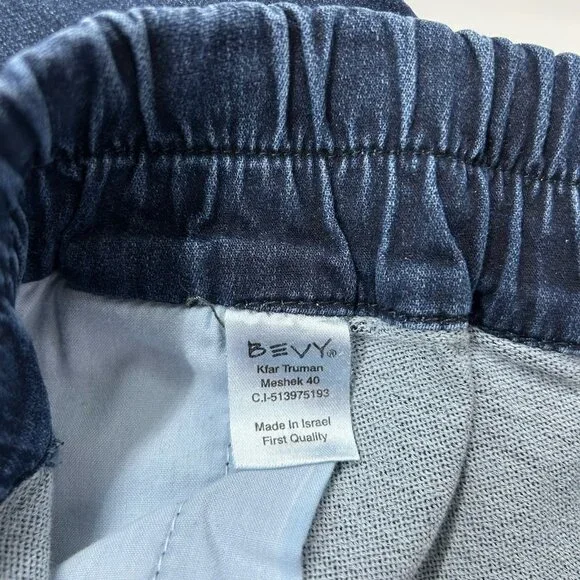 BEVY®
Kfar Truman
Meshek 40
C.I-513975193
Made In Israel
First Quality